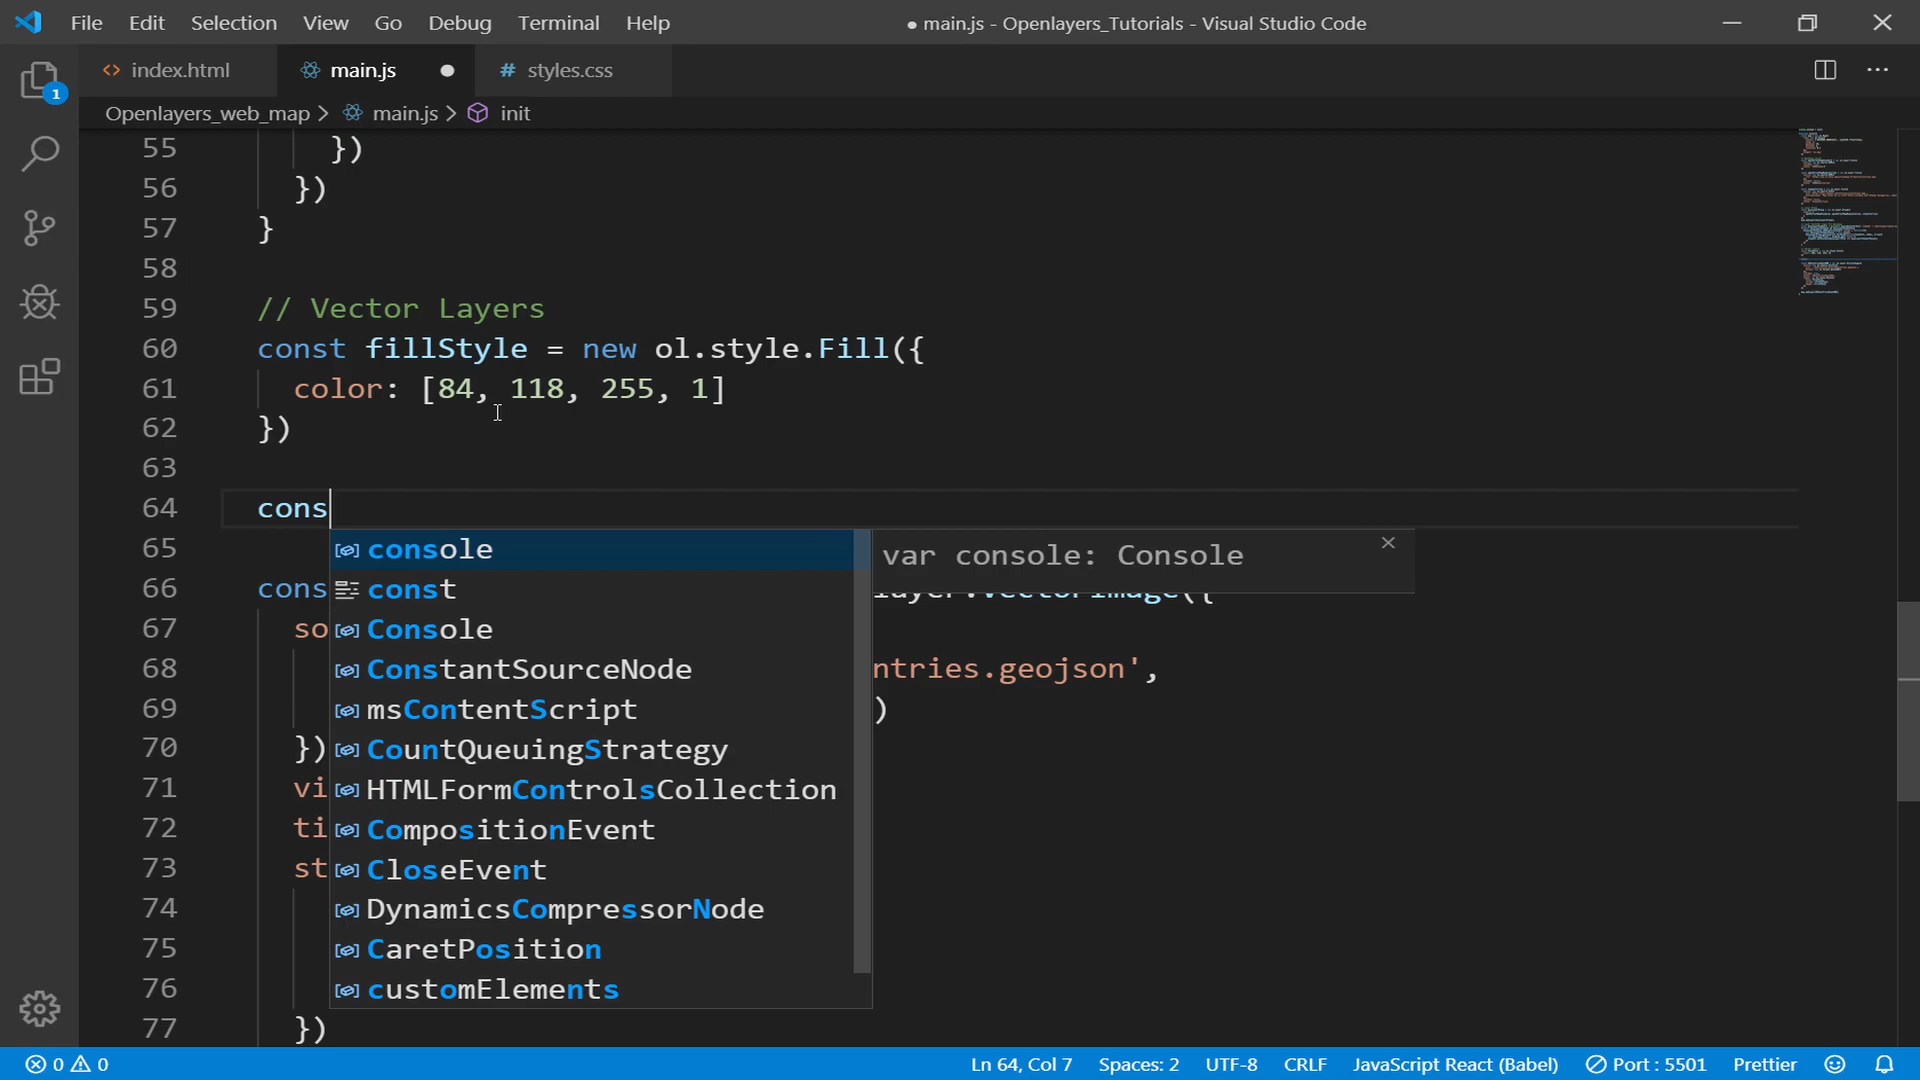 File Edit Selection View Go Debug Terminal Help ● main.js - Openlayers_Tutorials - Visual Studio Code
<> index.html main.js ● # styles.css ···
1
Openlayers_web_map > main.js > init
55 })
56 })
57 }
58
59 // Vector Layers
60 const fillStyle = new ol.style.Fill({
61 color: [84, 118, 255, 1]
62 })
63
64 cons
console
var console: Console
const
Console
ConstantSourceNode
msContentScript
CountQueuingStrategy
HTMLFormControlsCollection
CompositionEvent
CloseEvent
DynamicsCompressorNode
CaretPosition
customElements
65
66 cons layer.VectorImage({
67 so
68 ntries.geojson',
69 )
70 })
71 vi
72 ti
73 st
74
75
76
77 })
0 0 Ln 64, Col 7 Spaces: 2 UTF-8 CRLF JavaScript React (Babel) Port : 5501 Prettier